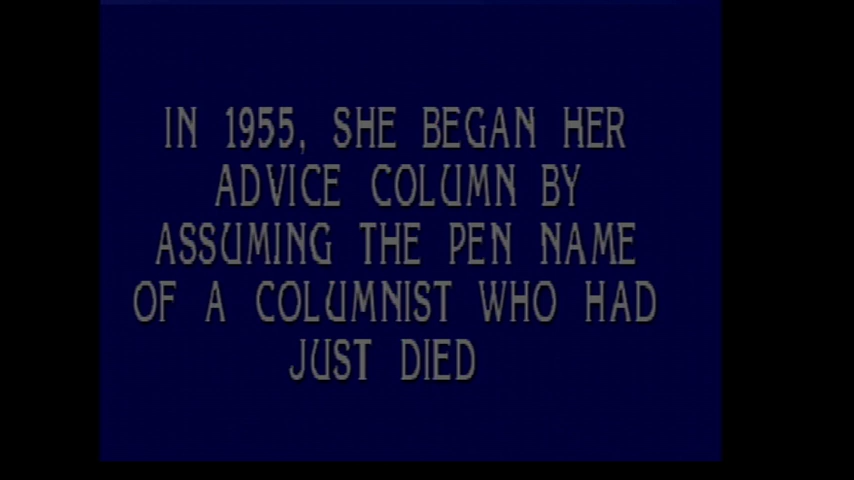 IN 1955, SHE BEGAN HER
ADVICE COLUMN BY
ASSUMING THE PEN NAME
OF A COLUMNIST WHO HAD
JUST DIED